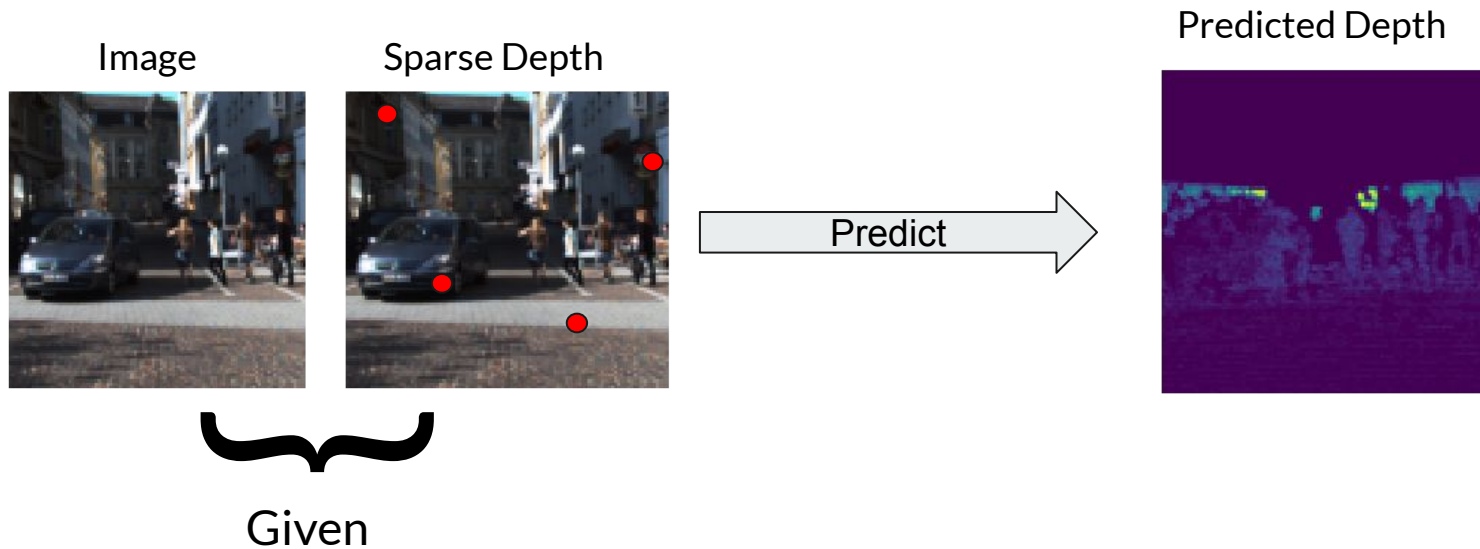 Image
Sparse Depth
Predicted Depth
Predict
Given